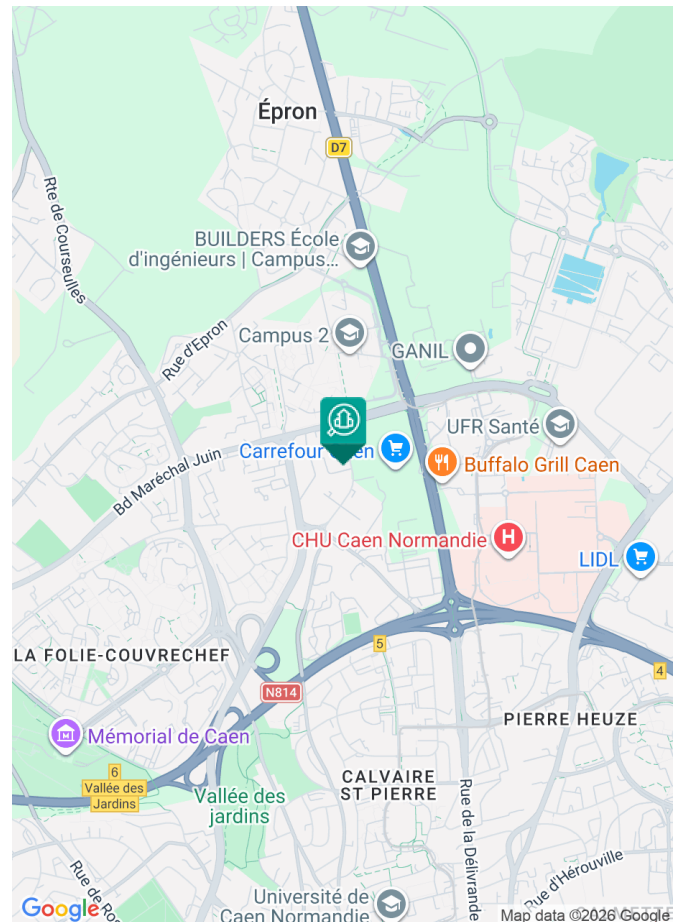 Épron
D7
Rte de Courseulles
BUILDERS École
d'ingénieurs | Campus...
Rue d'Epron
Campus 2
GANIL
UFR Santé
Carrefour Caen
Buffalo Grill Caen
Bd Maréchal Juin
CHU Caen Normandie
LIDL
LA FOLIE-COUVRECHEF
5
4
N814
PIERRE HEUZE
Mémorial de Caen
6
Vallée des
Jardins
CALVAIRE
ST PIERRE
Vallée des
jardins
Rue de la Délivrande
Rue d'Hérouville
Université de
Caen Normandie
Google
Map data ©2026 Google